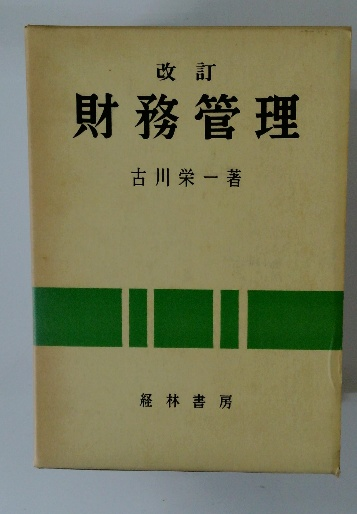 改訂
財務管理
古川栄一著
経林書房